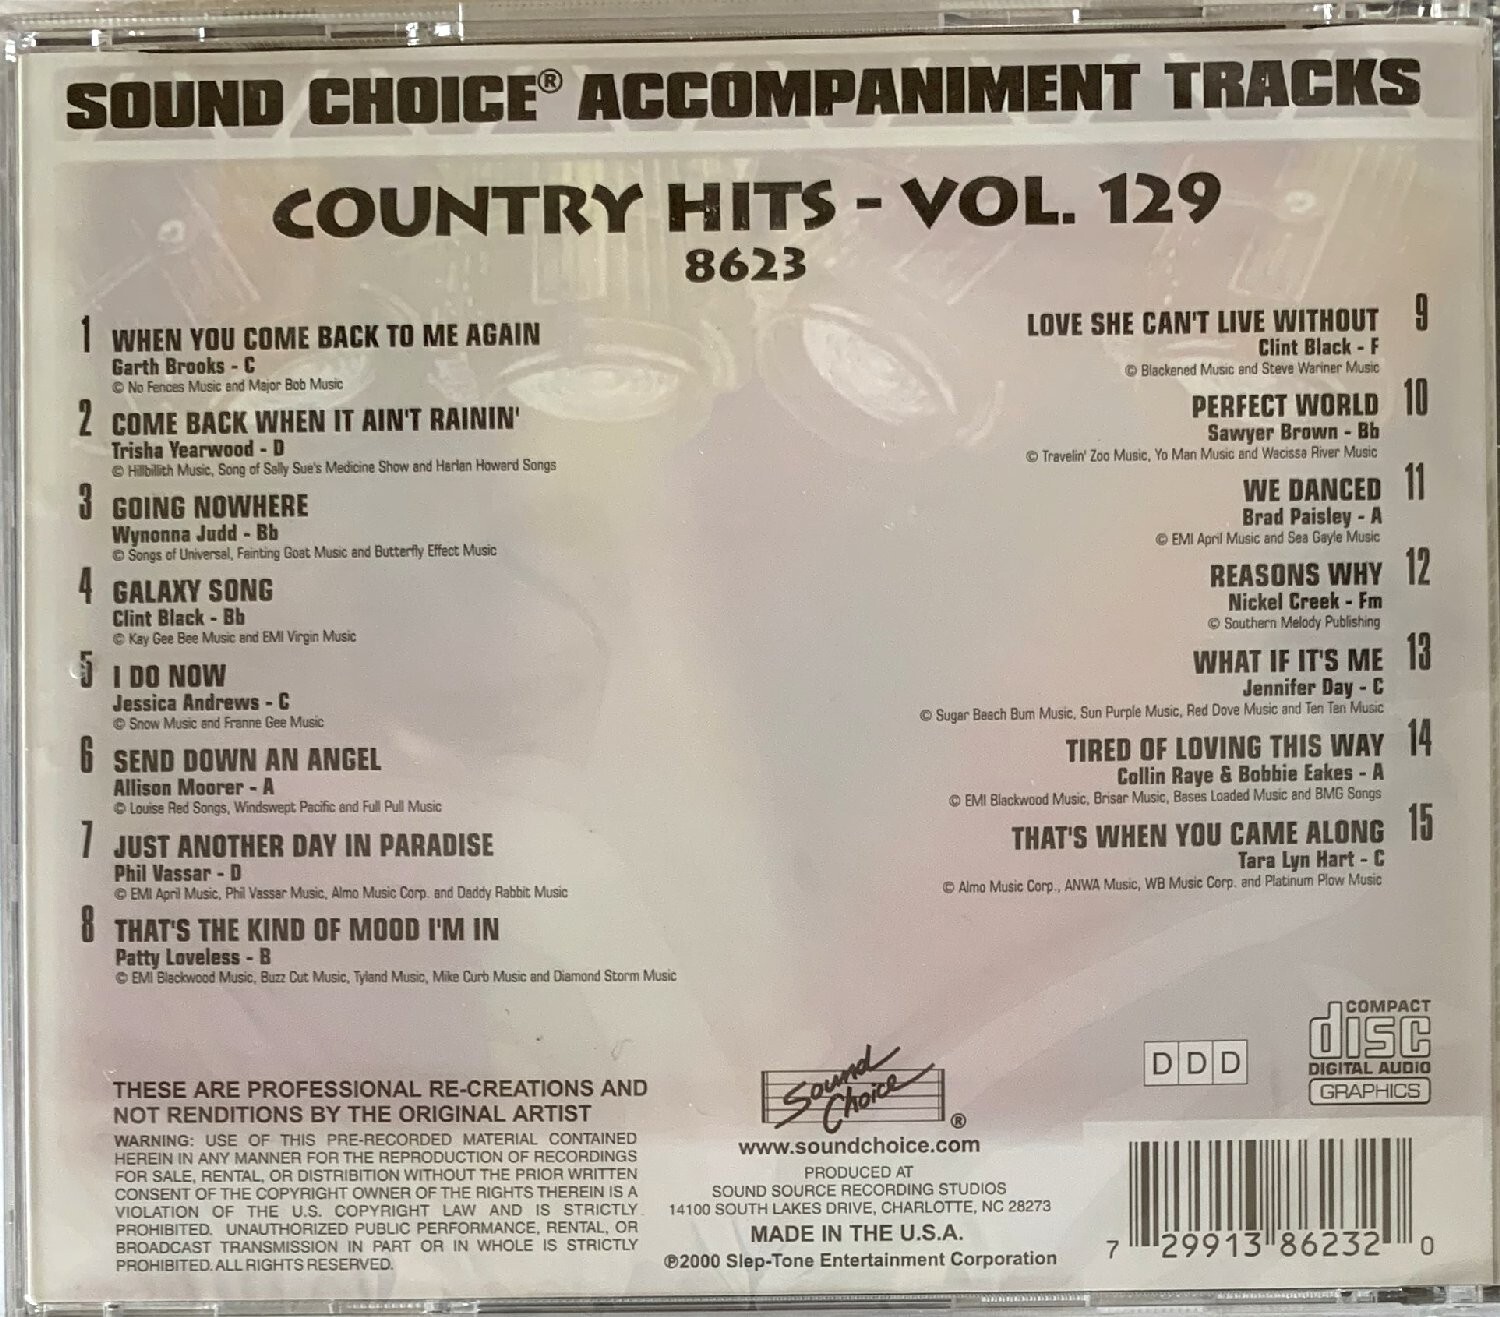 SOUND CHOICE® ACCOMPANIMENT TRACKS
COUNTRY HITS - VOL. 129
8623
1 WHEN YOU COME BACK TO ME AGAIN
Garth Brooks - C
© No Fences Music and Major Bob Music
2 COME BACK WHEN IT AIN'T RAININ'
Trisha Yearwood - D
© Hillbillith Music, Song of Sally Sue's Medicine Show and Harlan Howard Songs
3 GOING NOWHERE
Wynonna Judd - Bb
© Songs of Universal, Fainting Goat Music and Butterfly Effect Music
4 GALAXY SONG
Clint Black - Bb
© Kay Gee Bee Music and EMI Virgin Music
5 I DO NOW
Jessica Andrews - C
© Snow Music and Franne Gee Music
6 SEND DOWN AN ANGEL
Allison Moorer - A
© Louise Red Songs, Windswept Pacific and Full Pull Music
7 JUST ANOTHER DAY IN PARADISE
Phil Vassar - D
© EMI April Music, Phil Vassar Music, Almo Music Corp. and Daddy Rabbit Music
8 THAT'S THE KIND OF MOOD I'M IN
Patty Loveless - B
© EMI Blackwood Music, Buzz Cut Music, Tyland Music, Mike Curb Music and Diamond Storm Music
LOVE SHE CAN'T LIVE WITHOUT 9
Clint Black - F
© Blackened Music and Steve Wariner Music
PERFECT WORLD 10
Sawyer Brown - Bb
© Travelin' Zoo Music, Yo Man Music and Wacissa River Music
WE DANCED 11
Brad Paisley - A
© EMI April Music and Sea Gayle Music
REASONS WHY 12
Nickel Creek - Fm
© Southern Melody Publishing
WHAT IF IT'S ME 13
Jennifer Day - C
© Sugar Beach Bum Music, Sun Purple Music, Red Dove Music and Ten Ten Music
TIRED OF LOVING THIS WAY 14
Collin Raye & Bobbie Eakes - A
© EMI Blackwood Music, Brisar Music, Bases Loaded Music and BMG Songs
THAT'S WHEN YOU CAME ALONG 15
Tara Lyn Hart - C
© Almo Music Corp., ANWA Music, WB Music Corp. and Platinum Plow Music
THESE ARE PROFESSIONAL RE-CREATIONS AND
NOT RENDITIONS BY THE ORIGINAL ARTIST
WARNING: USE OF THIS PRE-RECORDED MATERIAL CONTAINED
HEREIN IN ANY MANNER FOR THE REPRODUCTION OF RECORDINGS
FOR SALE, RENTAL, OR DISTRIBITION WITHOUT THE PRIOR WRITTEN
CONSENT OF THE COPYRIGHT OWNER OF THE RIGHTS THEREIN IS A
VIOLATION OF THE U.S. COPYRIGHT LAW AND IS STRICTLY
PROHIBITED. UNAUTHORIZED PUBLIC PERFORMANCE, RENTAL, OR
BROADCAST TRANSMISSION IN PART OR IN WHOLE IS STRICTLY
PROHIBITED. ALL RIGHTS RESERVED.
Sound
Choice®
www.soundchoice.com
PRODUCED AT
SOUND SOURCE RECORDING STUDIOS
14100 SOUTH LAKES DRIVE, CHARLOTTE, NC 28273
MADE IN THE U.S.A.
℗2000 Slep-Tone Entertainment Corporation
DDD
COMPACT
disc
DIGITAL AUDIO
GRAPHICS
7 29913 86232 0